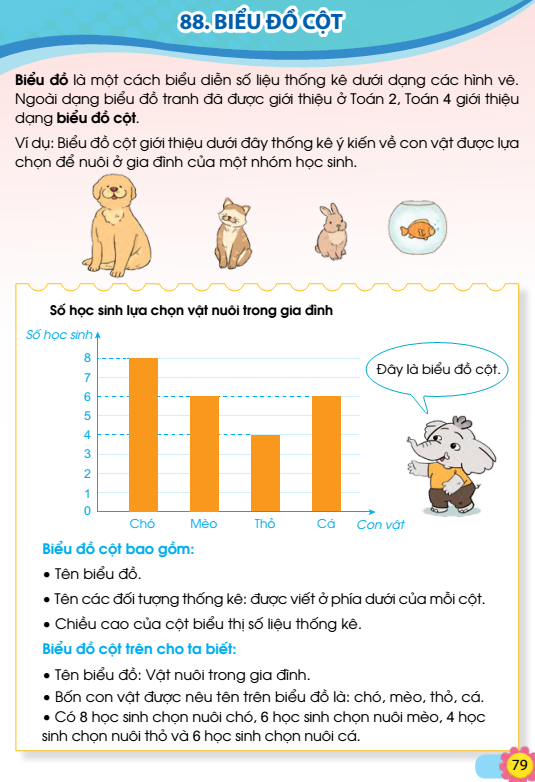 88. BIỂU ĐỒ CỘT
Biểu đồ là một cách biểu diễn số liệu thống kê dưới dạng các hình vẽ.
Ngoài dạng biểu đồ tranh đã được giới thiệu ở Toán 2, Toán 4 giới thiệu
dạng biểu đồ cột.
Ví dụ: Biểu đồ cột giới thiệu dưới đây thống kê ý kiến về con vật được lựa
chọn để nuôi ở gia đình của một nhóm học sinh.
Số học sinh lựa chọn vật nuôi trong gia đình
Số học sinh
8
7
6
5
4
3
2
1
0
Chó Mèo Thỏ Cá Con vật
Đây là biểu đồ cột.
Biểu đồ cột bao gồm:
• Tên biểu đồ.
• Tên các đối tượng thống kê: được viết ở phía dưới của mỗi cột.
• Chiều cao của cột biểu thị số liệu thống kê.
Biểu đồ cột trên cho ta biết:
• Tên biểu đồ: Vật nuôi trong gia đình.
• Bốn con vật được nêu tên trên biểu đồ là: chó, mèo, thỏ, cá.
• Có 8 học sinh chọn nuôi chó, 6 học sinh chọn nuôi mèo, 4 học
sinh chọn nuôi thỏ và 6 học sinh chọn nuôi cá.
79